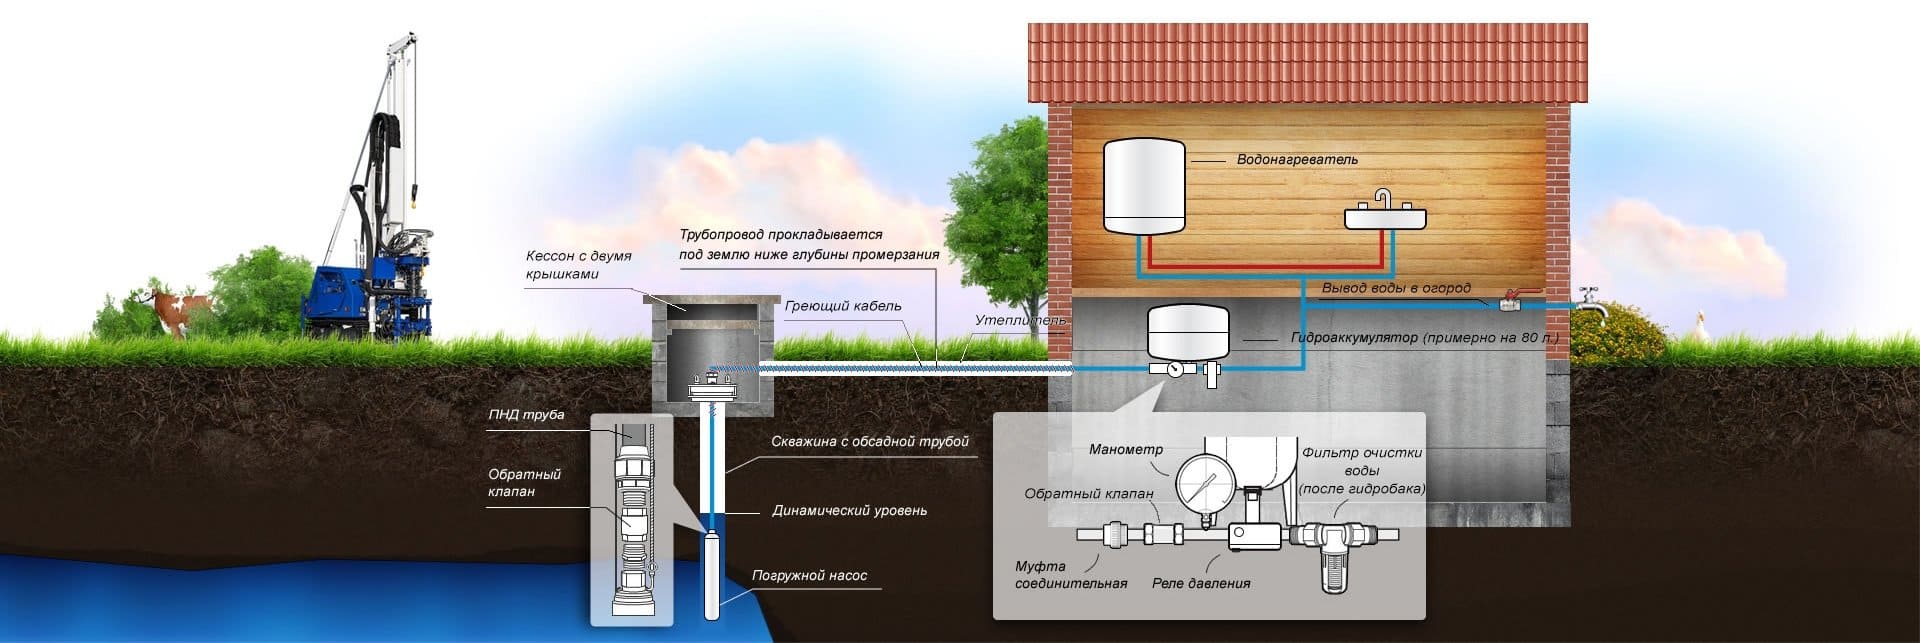 Водонагреватель
Трубопровод прокладывается
под землю ниже глубины промерзания
Кессон с двумя
крышками
Вывод воды в огород
Греющий кабель
Утеплитель
Гидроаккумулятор (примерно на 80 л.)
ПНД труба
Обратный
клапан
Скважина с обсадной трубой
Динамический уровень
Погружной насос
Манометр
Фильтр очистки
воды
(после гидробака)
Обратный клапан
Муфта
соединительная
Реле давления